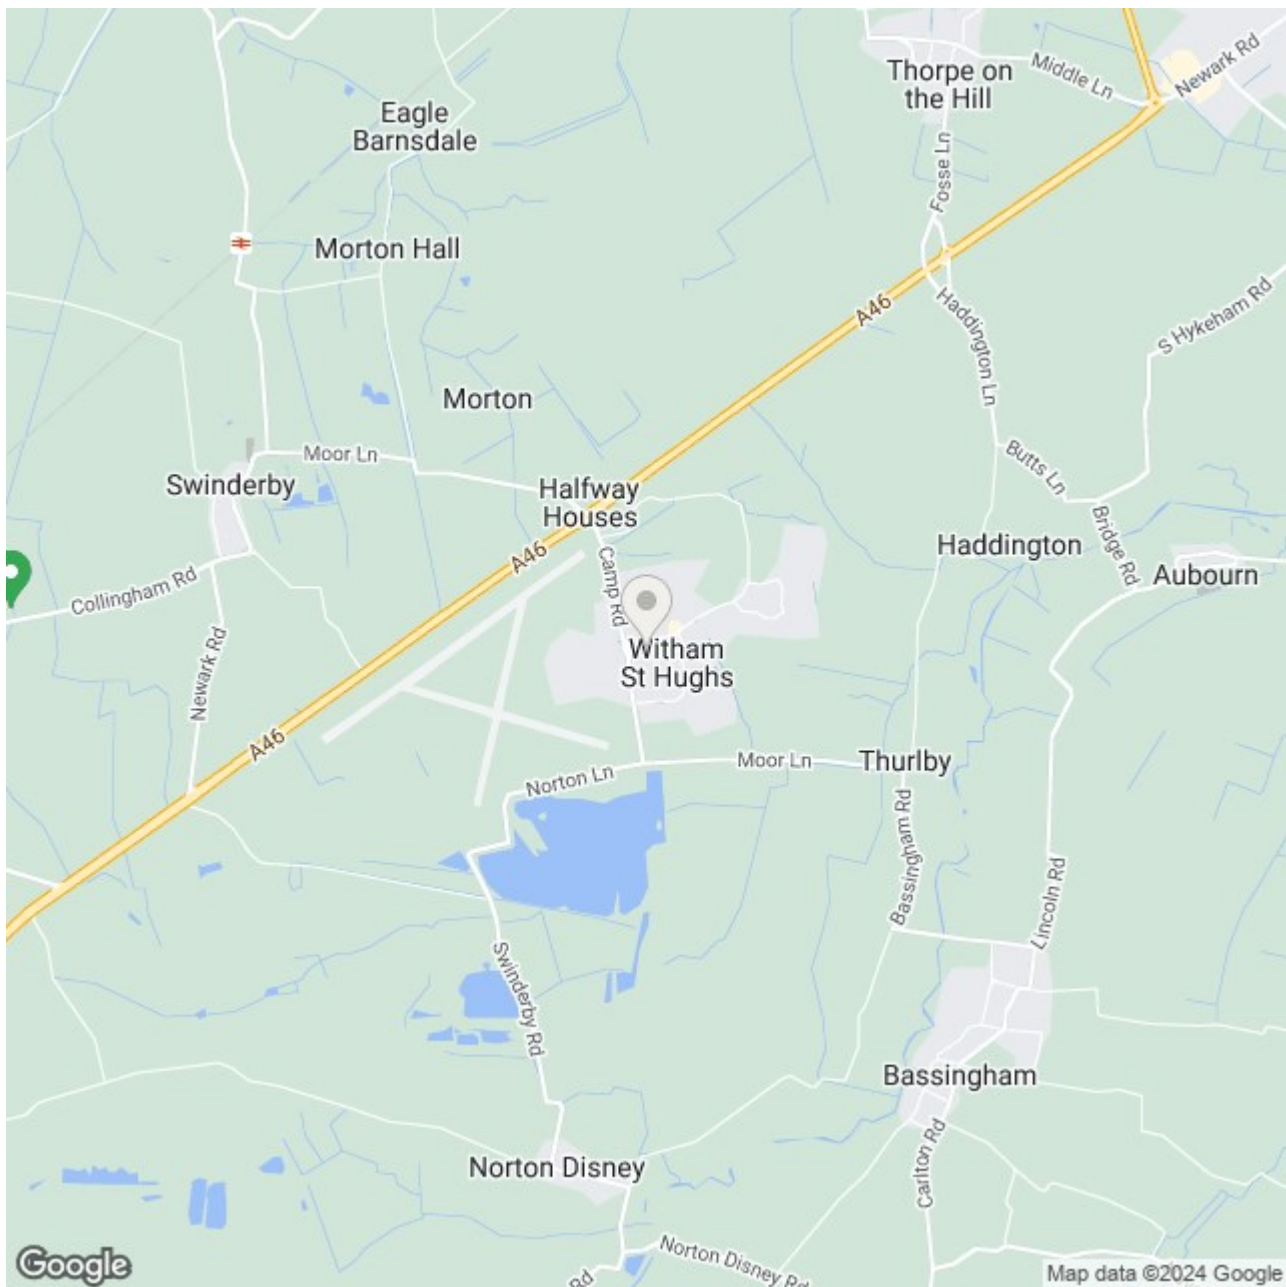 Thorpe on
the Hill
Middle Ln
Newark Rd
Eagle
Barnsdale
Fosse Ln
Morton Hall
A46
Haddington Ln
S Hykeham Rd
Morton
Moor Ln
Swinderby
Butts Ln
Halfway
Houses
Bridge Rd
Haddington
A46
Aubourn
Collingham Rd
Camp Rd
Witham
St Hughs
Newark Rd
A46
Norton Ln
Moor Ln
Thurlby
Bassingham Rd
Lincoln Rd
Swinderby Rd
Bassingham
Carlton Rd
Norton Disney
Norton Disney Rd
Rd
Google
Map data ©2024 Google